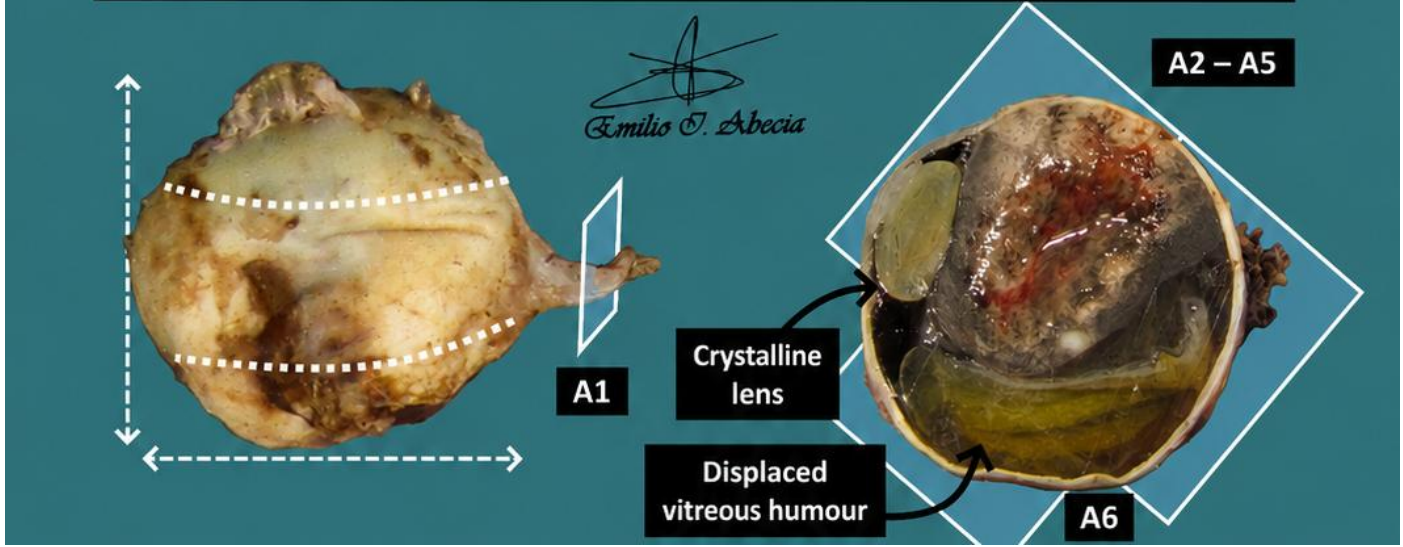 A2 – A5
Emilio I. Abecia
A1
Crystalline
lens
Displaced
vitreous humour
A6